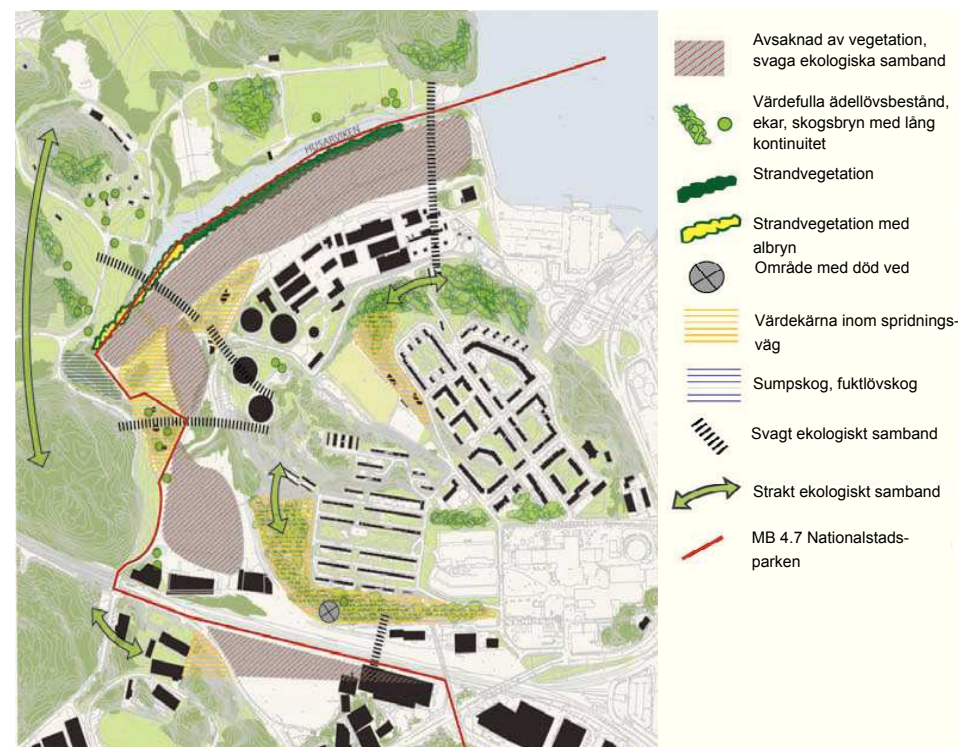 HUSARVIKEN
Avsaknad av vegetation,
svaga ekologiska samband
Värdefulla ädellövsbestånd,
ekar, skogsbryn med lång
kontinuitet
Strandvegetation
Strandvegetation med
albryn
Område med död ved
Värdekärna inom spridnings-
väg
Sumpskog, fuktlövskog
Svagt ekologiskt samband
Strakt ekologiskt samband
MB 4.7 Nationalstads-
parken